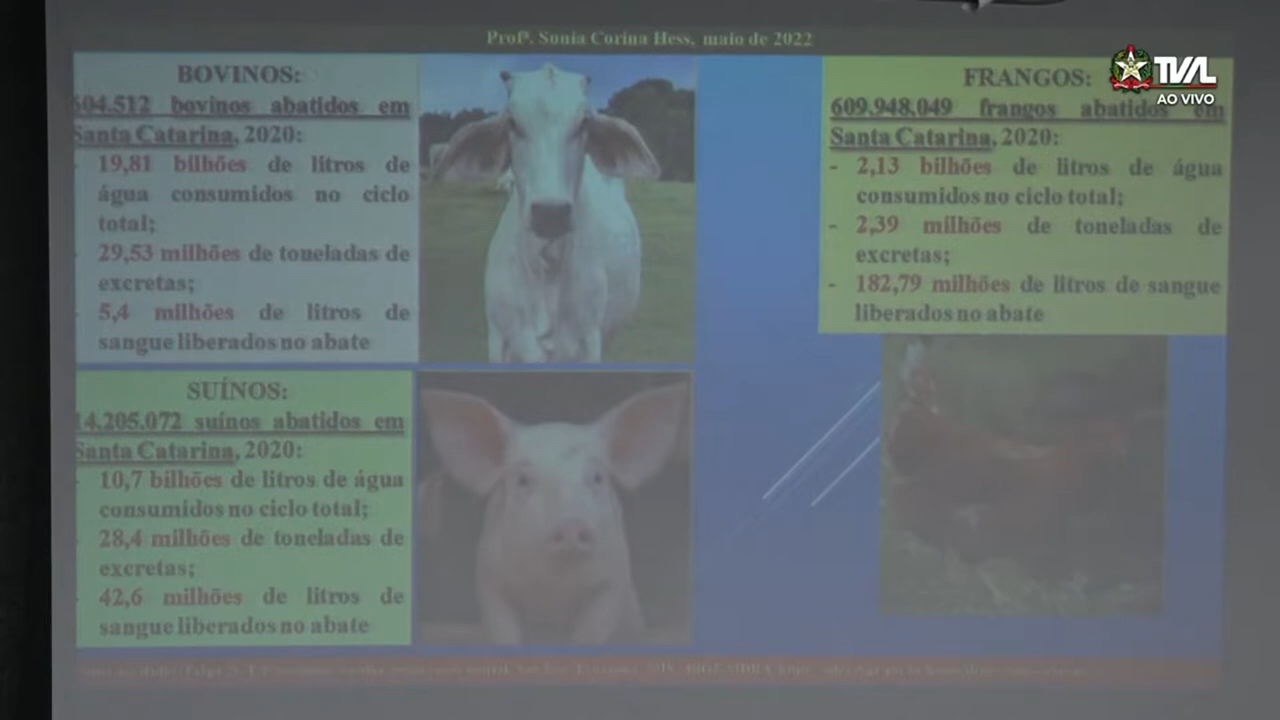 Profª. Sonia Corina Hess, maio de 2022
BOVINOS:
604.512 bovinos abatidos em
Santa Catarina, 2020:
19,81 bilhões de litros de
água consumidos no ciclo
total;
29,53 milhões de toneladas de
excretas;
5,4 milhões de litros de
sangue liberados no abate
SUÍNOS:
14.205.072 suínos abatidos em
Santa Catarina, 2020:
10,7 bilhões de litros de água
consumidos no ciclo total;
28,4 milhões de toneladas de
excretas;
42,6 milhões de litros de
sangue liberados no abate
FRANGOS:
609.948.049 frangos abatidos em
Santa Catarina, 2020:
- 2,13 bilhões de litros de água
consumidos no ciclo total;
- 2,39 milhões de toneladas de
excretas;
- 182,79 milhões de litros de sangue
liberados no abate
TVAL
AO VIVO